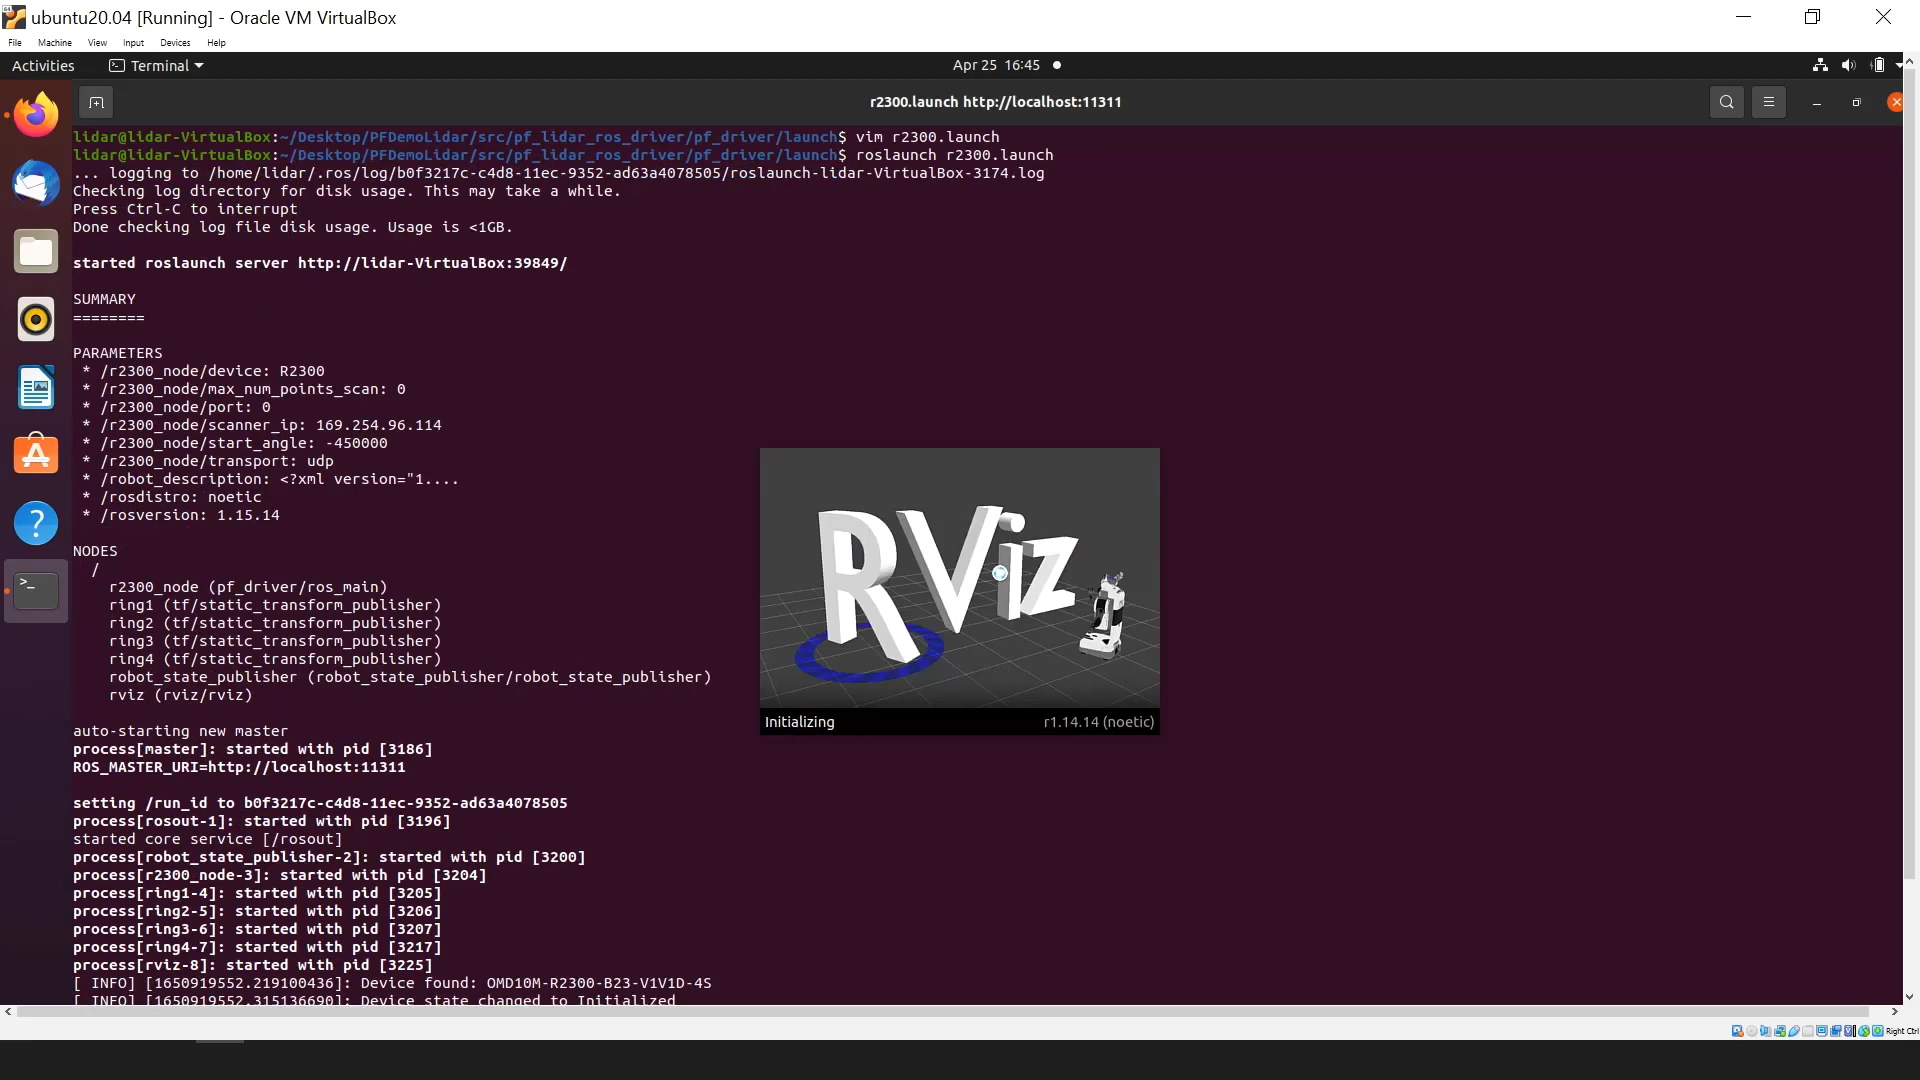 ubuntu20.04 [Running] - Oracle VM VirtualBox
File Machine View Input Devices Help
Activities Terminal Apr 25 16:45
r2300.launch http://localhost:11311
lidar@lidar-VirtualBox:~/Desktop/PFDemoLidar/src/pf_lidar_ros_driver/pf_driver/launch$ vim r2300.launch
lidar@lidar-VirtualBox:~/Desktop/PFDemoLidar/src/pf_lidar_ros_driver/pf_driver/launch$ roslaunch r2300.launch
... logging to /home/lidar/.ros/log/b0f3217c-c4d8-11ec-9352-ad63a4078505/roslaunch-lidar-VirtualBox-3174.log
Checking log directory for disk usage. This may take a while.
Press Ctrl-C to interrupt
Done checking log file disk usage. Usage is <1GB.
started roslaunch server http://lidar-VirtualBox:39849/
SUMMARY
========
PARAMETERS
* /r2300_node/device: R2300
* /r2300_node/max_num_points_scan: 0
* /r2300_node/port: 0
* /r2300_node/scanner_ip: 169.254.96.114
* /r2300_node/start_angle: -450000
* /r2300_node/transport: udp
* /robot_description: <?xml version="1....
* /rosdistro: noetic
* /rosversion: 1.15.14
NODES
/
r2300_node (pf_driver/ros_main)
ring1 (tf/static_transform_publisher)
ring2 (tf/static_transform_publisher)
ring3 (tf/static_transform_publisher)
ring4 (tf/static_transform_publisher)
robot_state_publisher (robot_state_publisher/robot_state_publisher)
rviz (rviz/rviz)
auto-starting new master
process[master]: started with pid [3186]
ROS_MASTER_URI=http://localhost:11311
setting /run_id to b0f3217c-c4d8-11ec-9352-ad63a4078505
process[rosout-1]: started with pid [3196]
started core service [/rosout]
process[robot_state_publisher-2]: started with pid [3200]
process[r2300_node-3]: started with pid [3204]
process[ring1-4]: started with pid [3205]
process[ring2-5]: started with pid [3206]
process[ring3-6]: started with pid [3207]
process[ring4-7]: started with pid [3217]
process[rviz-8]: started with pid [3225]
[ INFO] [1650919552.219100436]: Device found: OMD10M-R2300-B23-V1V1D-4S
[ INFO] [1650919552.315136690]: Device state changed to Initialized
RViz
Initializing r1.14.14 (noetic)
Right Ctrl